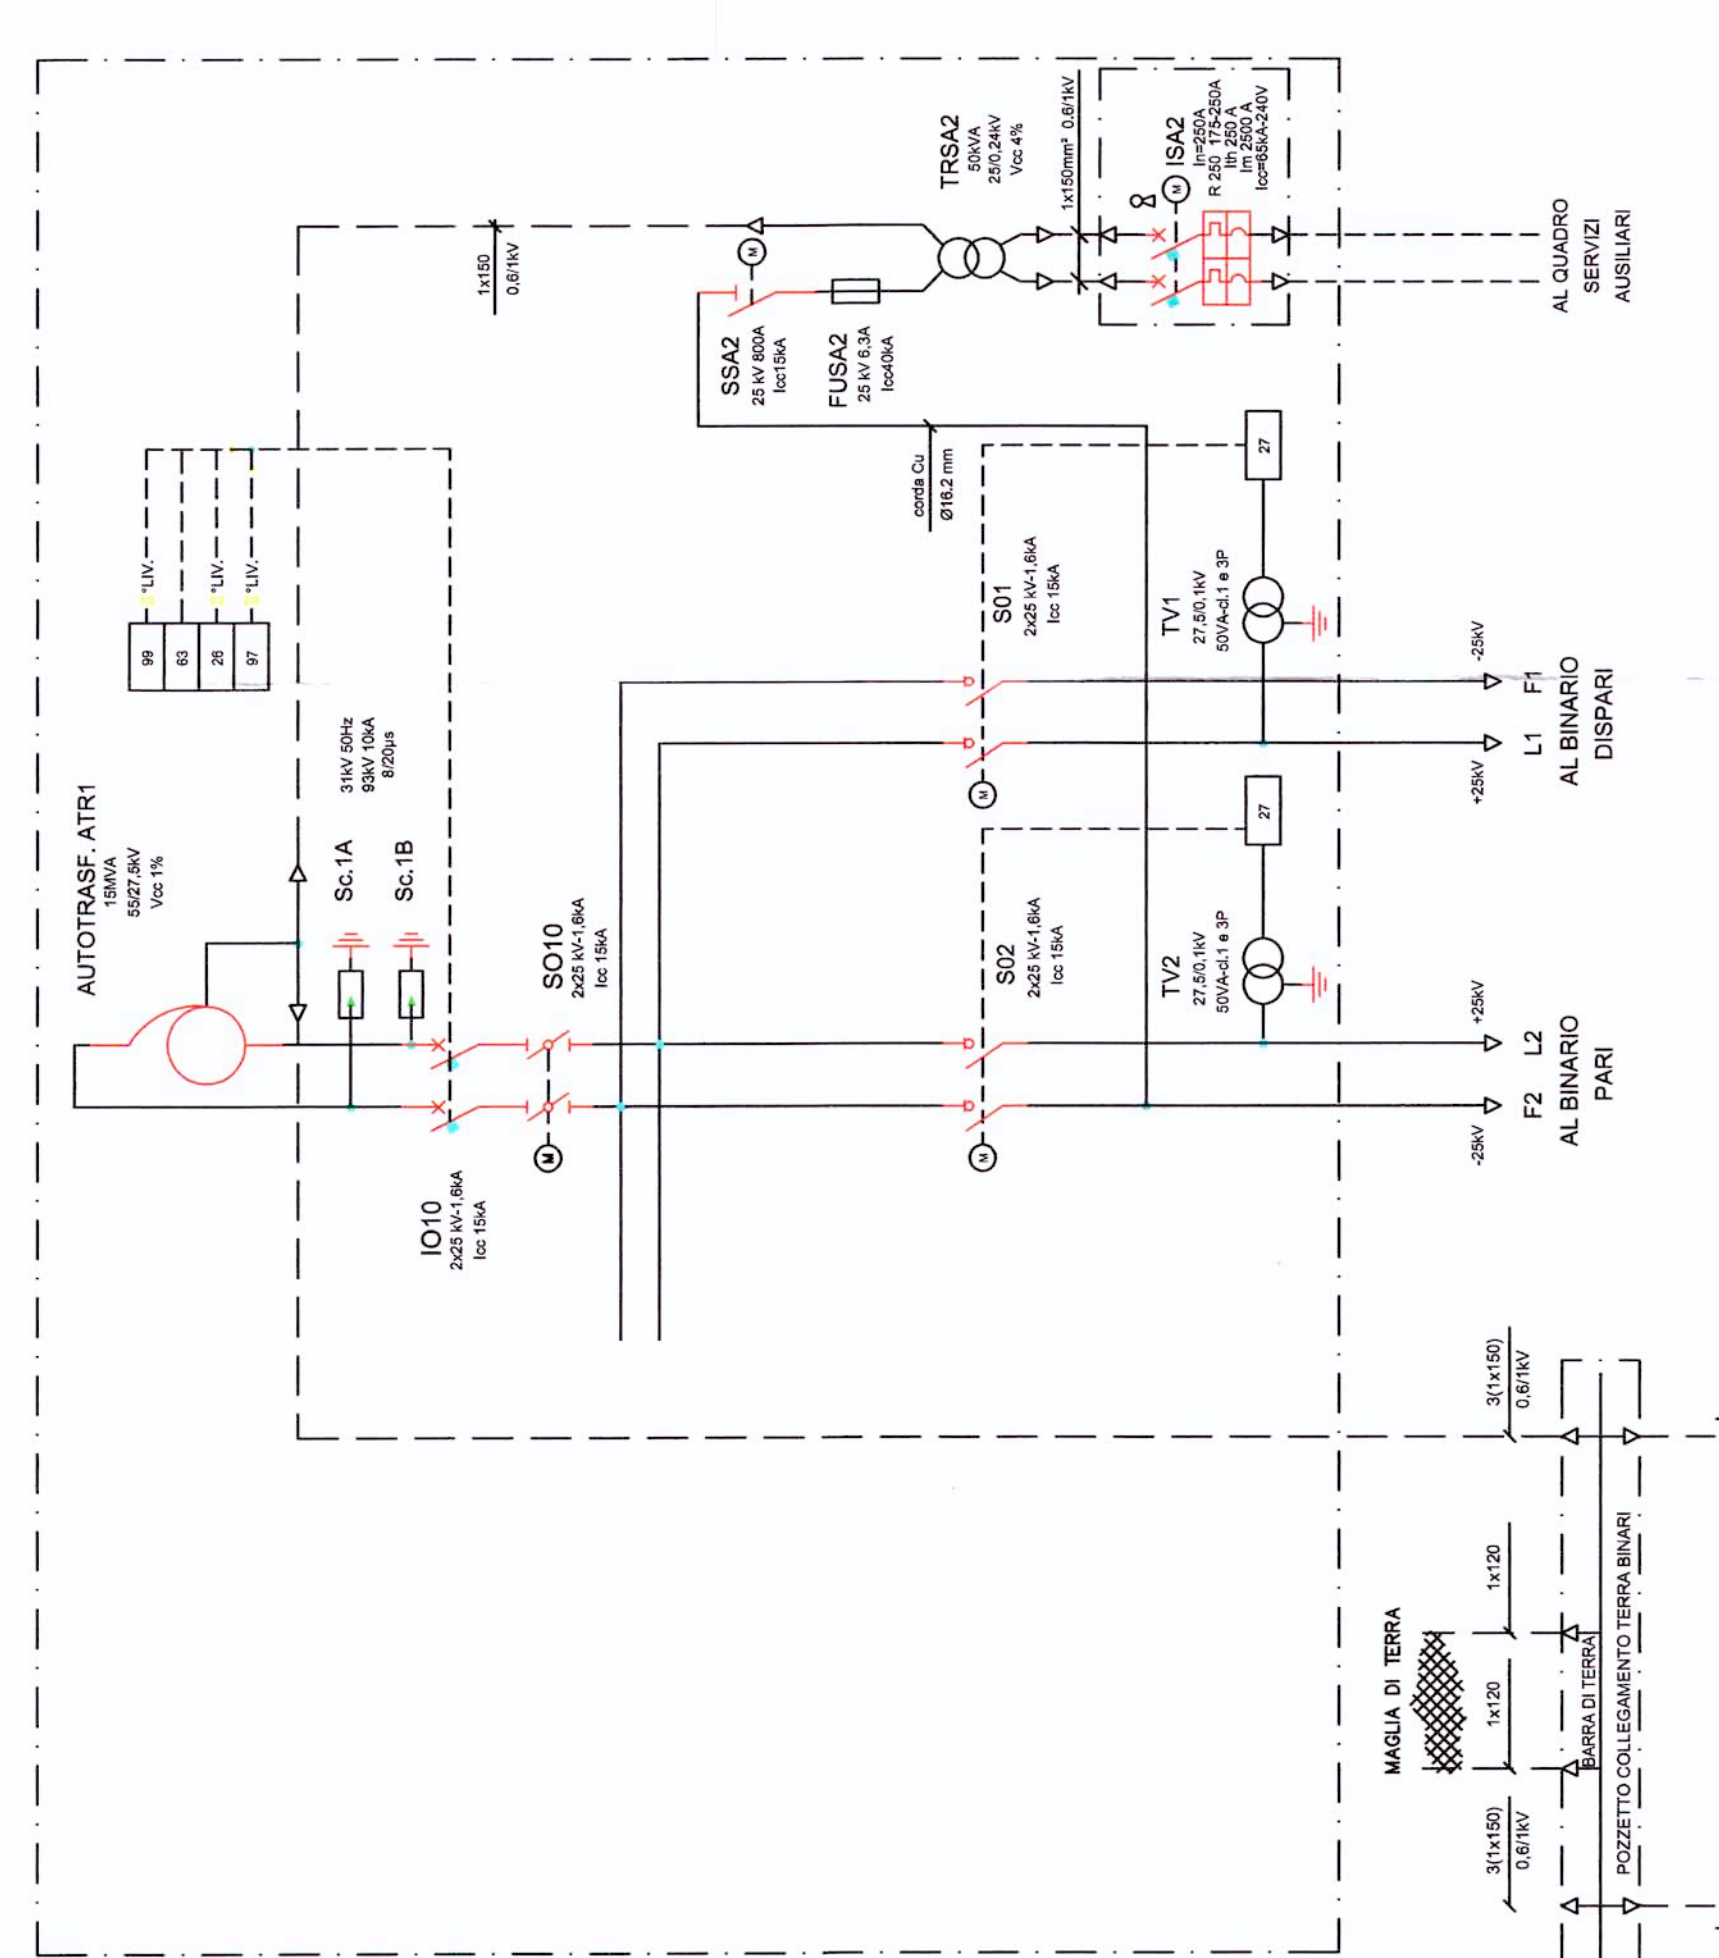 AUTOTRASF. ATR1
15MVA
55/27,5kV
Vcc 1%
99
63
26
97
°LIV.
°LIV.
°LIV.
31kV 50Hz
93kV 10kA
8/20µs
Sc.1A
Sc.1B
1x150
0,6/1kV
IO10
2x25 kV-1,6kA
Icc 15kA
SO10
2x25 kV-1,6kA
Icc 15kA
M
SSA2
25 kV 800A
Icc15kA
M
FUSA2
25 kV 6,3A
Icc40kA
TRSA2
50kVA
25/0,24kV
Vcc 4%
1x150mm² 0.6/1kV
M
ISA2
In=250A
R 250 175-250A
Ith 250 A
Im 2500 A
Icc=65kA-240V
AL QUADRO
SERVIZI
AUSILIARI
corda Cu
Ø16.2 mm
S01
2x25 kV-1,6kA
Icc 15kA
M
S02
2x25 kV-1,6kA
Icc 15kA
M
TV1
27,5/0,1kV
50VA-cl.1 e 3P
27
TV2
27,5/0,1kV
50VA-cl.1 e 3P
27
-25kV
F1
+25kV
L1
AL BINARIO
DISPARI
+25kV
L2
-25kV
F2
AL BINARIO
PARI
3(1x150)
0,6/1kV
1x120
1x120
3(1x150)
0,6/1kV
MAGLIA DI TERRA
BARRA DI TERRA
POZZETTO COLLEGAMENTO TERRA BINARI